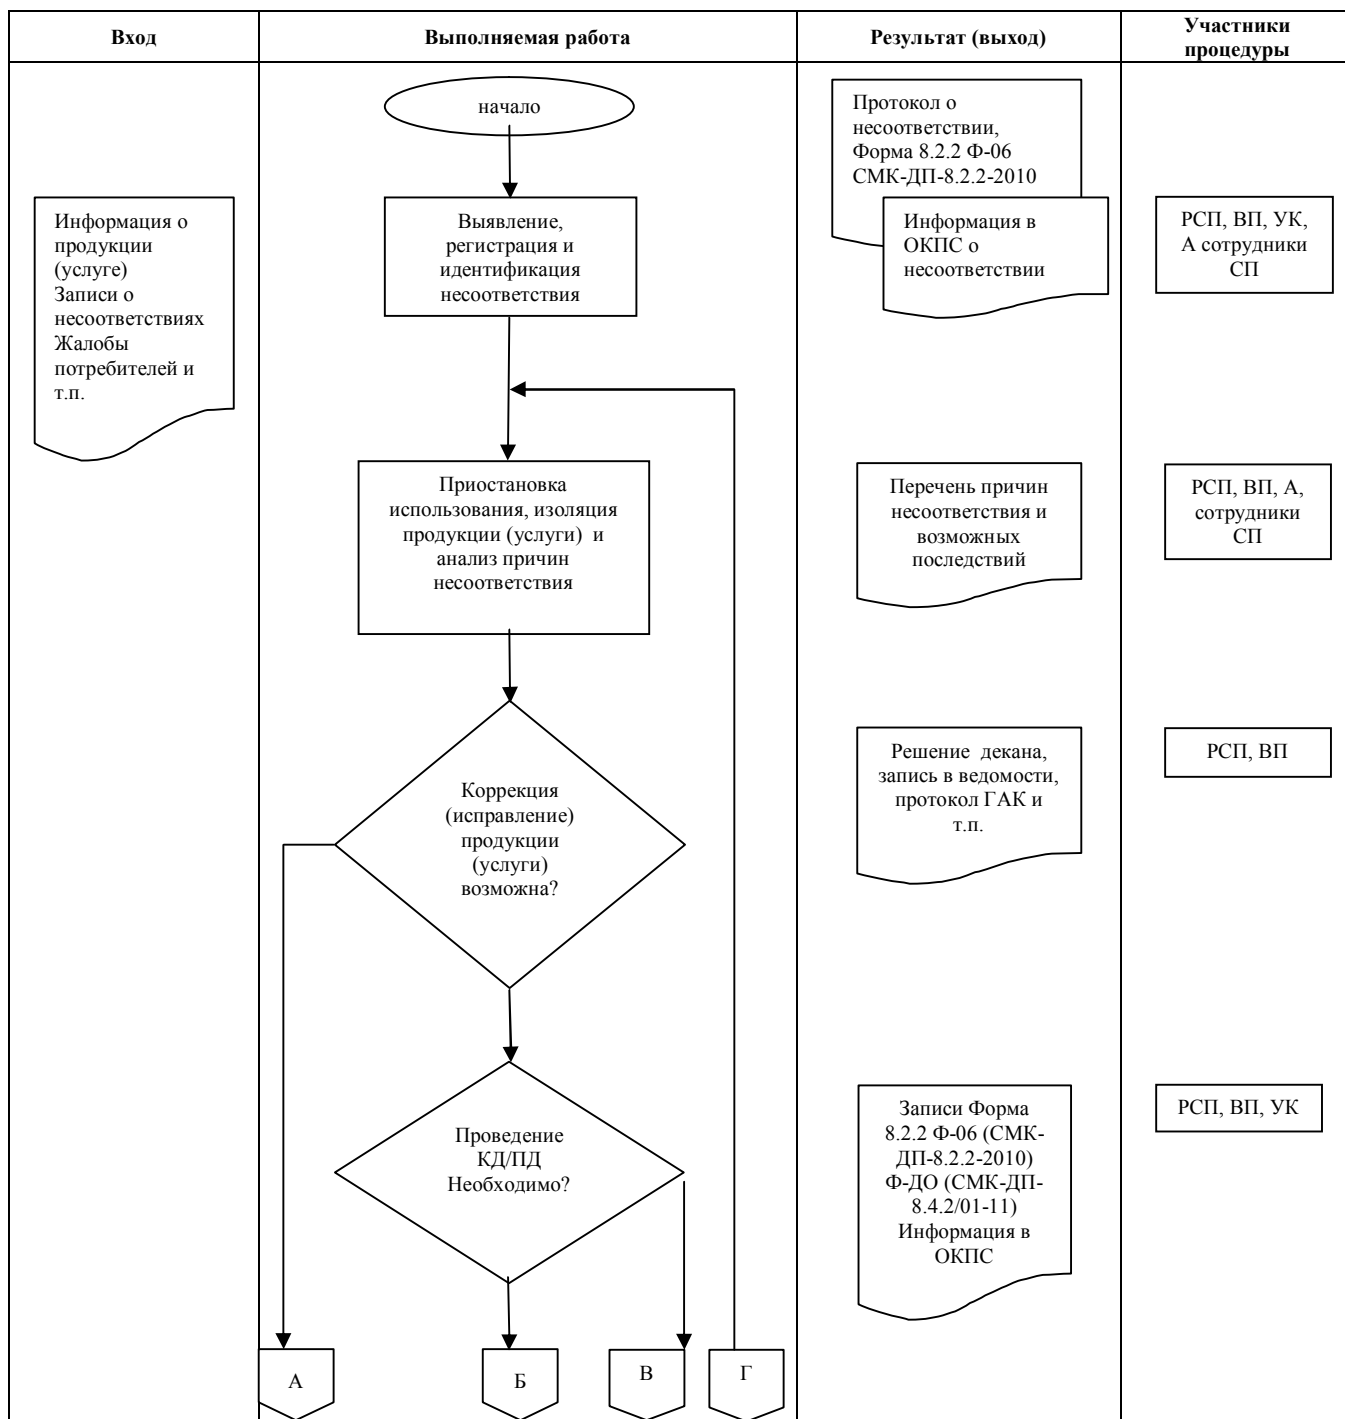 Вход
Выполняемая работа
Результат (выход)
Участники
процедуры
начало
Протокол о
несоответствии,
Форма 8.2.2 Ф-06
СМК-ДП-8.2.2-2010
Информация о
продукции
(услуге)
Записи о
несоответствиях
Жалобы
потребителей и
т.п.
Выявление,
регистрация и
идентификация
несоответствия
Информация в
ОКПС о
несоответствии
РСП, ВП, УК,
А сотрудники
СП
Приостановка
использования, изоляция
продукции (услуги) и
анализ причин
несоответствия
Перечень причин
несоответствия и
возможных
последствий
РСП, ВП, А,
сотрудники
СП
Коррекция
(исправление)
продукции
(услуги)
возможна?
Решение декана,
запись в ведомости,
протокол ГАК и
т.п.
РСП, ВП
Проведение
КД/ПД
Необходимо?
Записи Форма
8.2.2 Ф-06 (СМК-
ДП-8.2.2-2010)
Ф-ДО (СМК-ДП-
8.4.2/01-11)
Информация в
ОКПС
РСП, ВП, УК
А
Б
В
Г